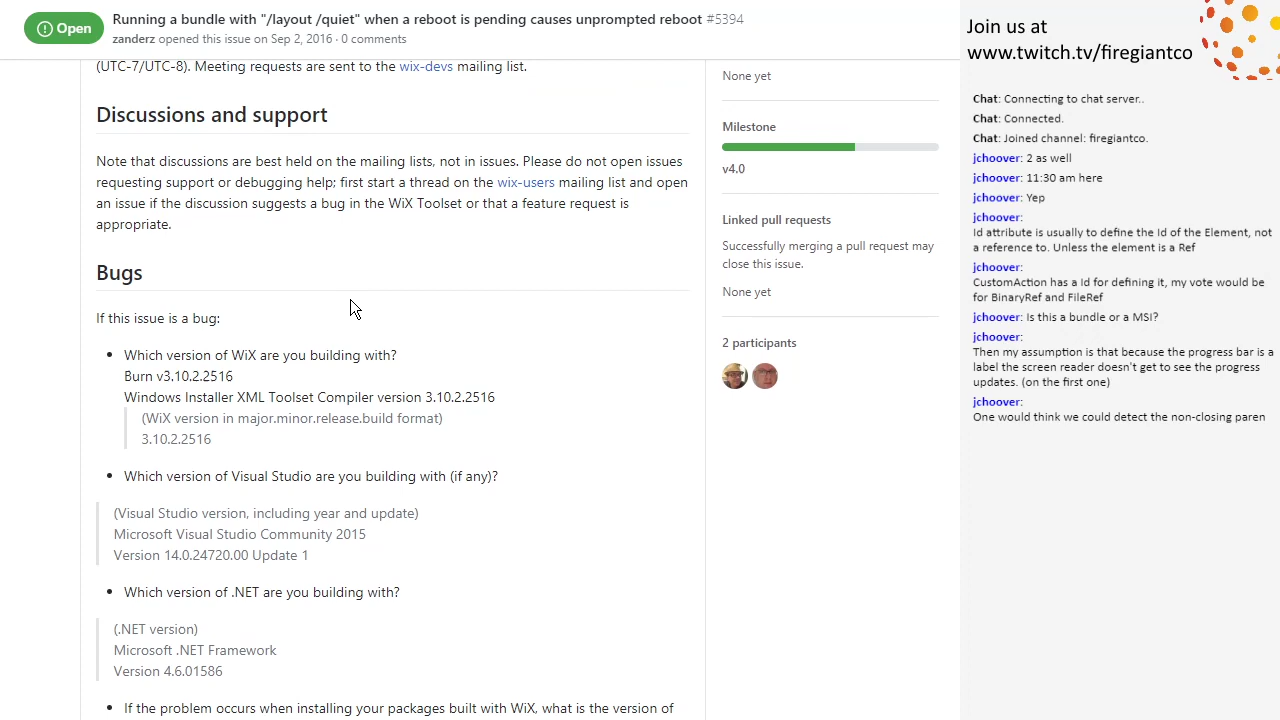 Open
Running a bundle with "/layout /quiet" when a reboot is pending causes unprompted reboot #5394
zanderz opened this issue on Sep 2, 2016 · 0 comments
(UTC-7/UTC-8). Meeting requests are sent to the wix-devs mailing list.
Discussions and support
Note that discussions are best held on the mailing lists, not in issues. Please do not open issues
requesting support or debugging help; first start a thread on the wix-users mailing list and open
an issue if the discussion suggests a bug in the WiX Toolset or that a feature request is
appropriate.
Bugs
If this issue is a bug:
• Which version of WiX are you building with?
Burn v3.10.2.2516
Windows Installer XML Toolset Compiler version 3.10.2.2516
(WiX version in major.minor.release.build format)
3.10.2.2516
• Which version of Visual Studio are you building with (if any)?
(Visual Studio version, including year and update)
Microsoft Visual Studio Community 2015
Version 14.0.24720.00 Update 1
• Which version of .NET are you building with?
(.NET version)
Microsoft .NET Framework
Version 4.6.01586
• If the problem occurs when installing your packages built with WiX, what is the version of
None yet
Milestone
v4.0
Linked pull requests
Successfully merging a pull request may
close this issue.
None yet
2 participants
Join us at
www.twitch.tv/firegiantco
Chat: Connecting to chat server..
Chat: Connected.
Chat: Joined channel: firegiantco.
jchoover: 2 as well
jchoover: 11:30 am here
jchoover: Yep
jchoover:
Id attribute is usually to define the Id of the Element, not
a reference to. Unless the element is a Ref
jchoover:
CustomAction has a Id for defining it, my vote would be
for BinaryRef and FileRef
jchoover: Is this a bundle or a MSI?
jchoover:
Then my assumption is that because the progress bar is a
label the screen reader doesn't get to see the progress
updates. (on the first one)
jchoover:
One would think we could detect the non-closing paren